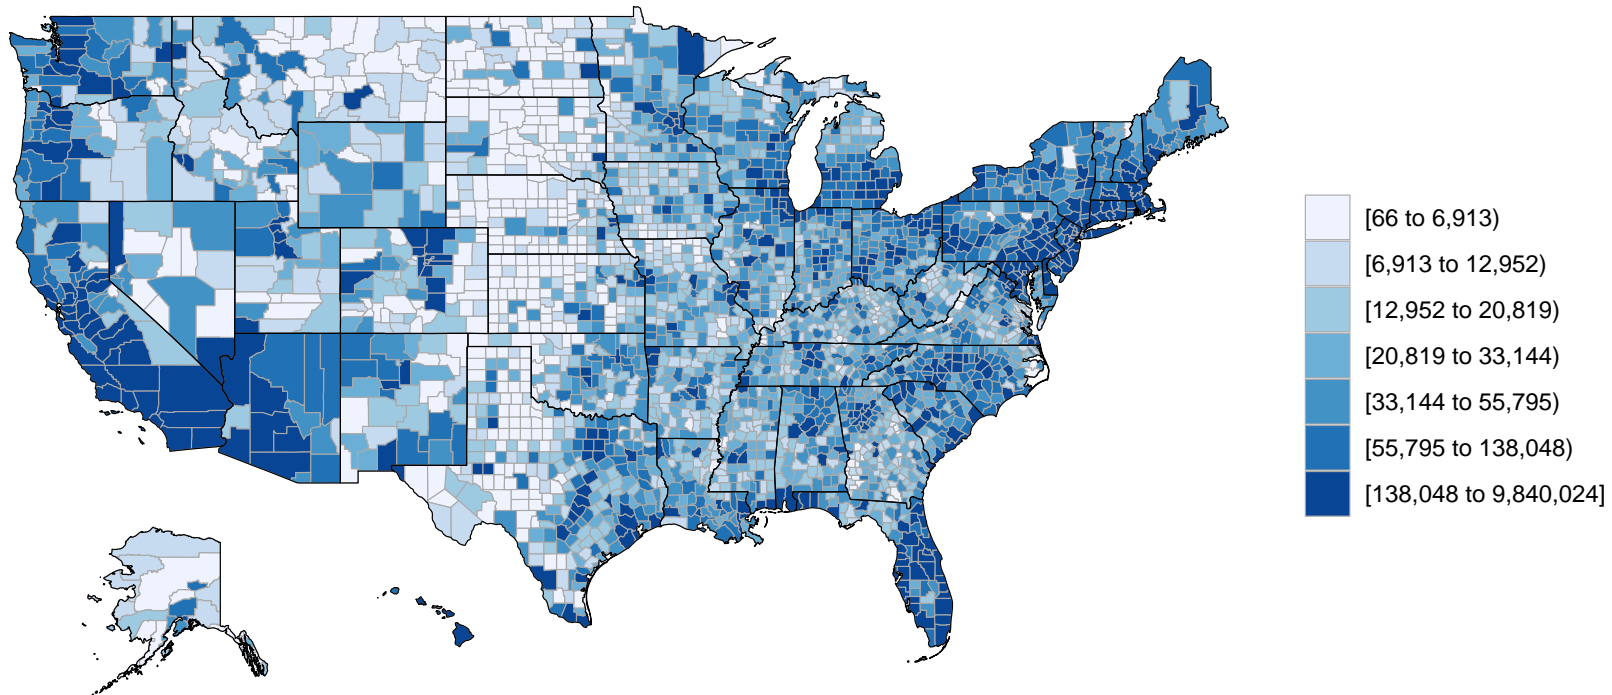 [66 to 6,913)
[6,913 to 12,952)
[12,952 to 20,819)
[20,819 to 33,144)
[33,144 to 55,795)
[55,795 to 138,048)
[138,048 to 9,840,024]